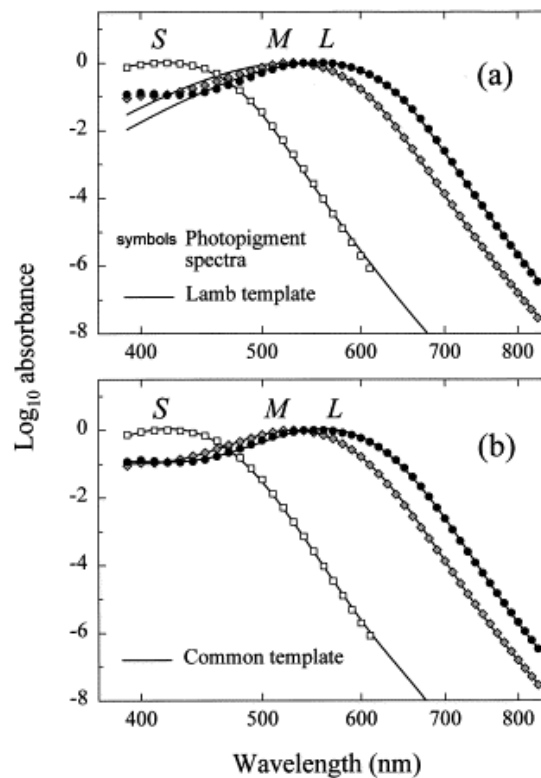 S M L
0
(a)
-2
-4
symbols Photopigment
spectra
-6
Lamb template
-8
400 500 600 700 800
Log10 absorbance
S M L
0
(b)
-2
-4
-6
Common template
-8
400 500 600 700 800
Wavelength (nm)